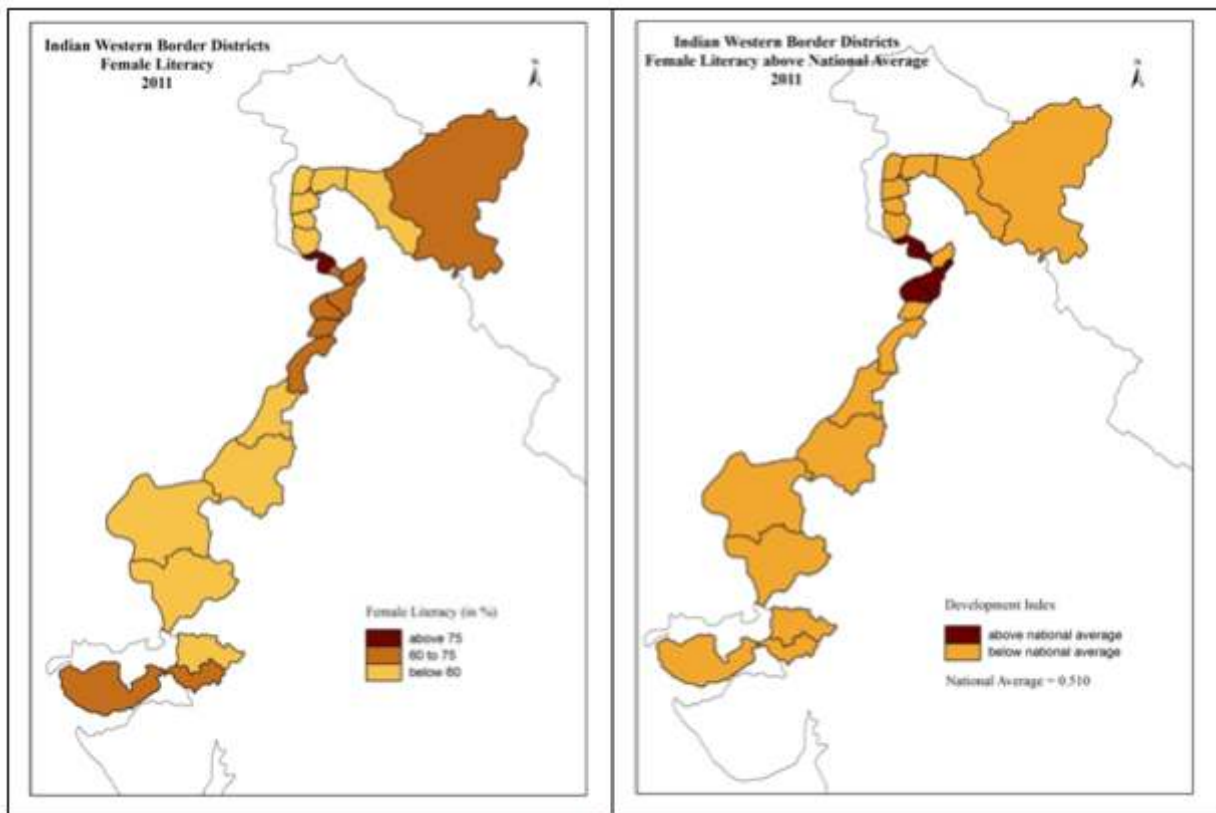 Indian Western Border Districts
Female Literacy
2011
N
Female Literacy (in %)
above 75
60 to 75
below 60
Indian Western Border Districts
Female Literacy above National Average
2011
N
Development Index
above national average
below national average
National Average = 0.510